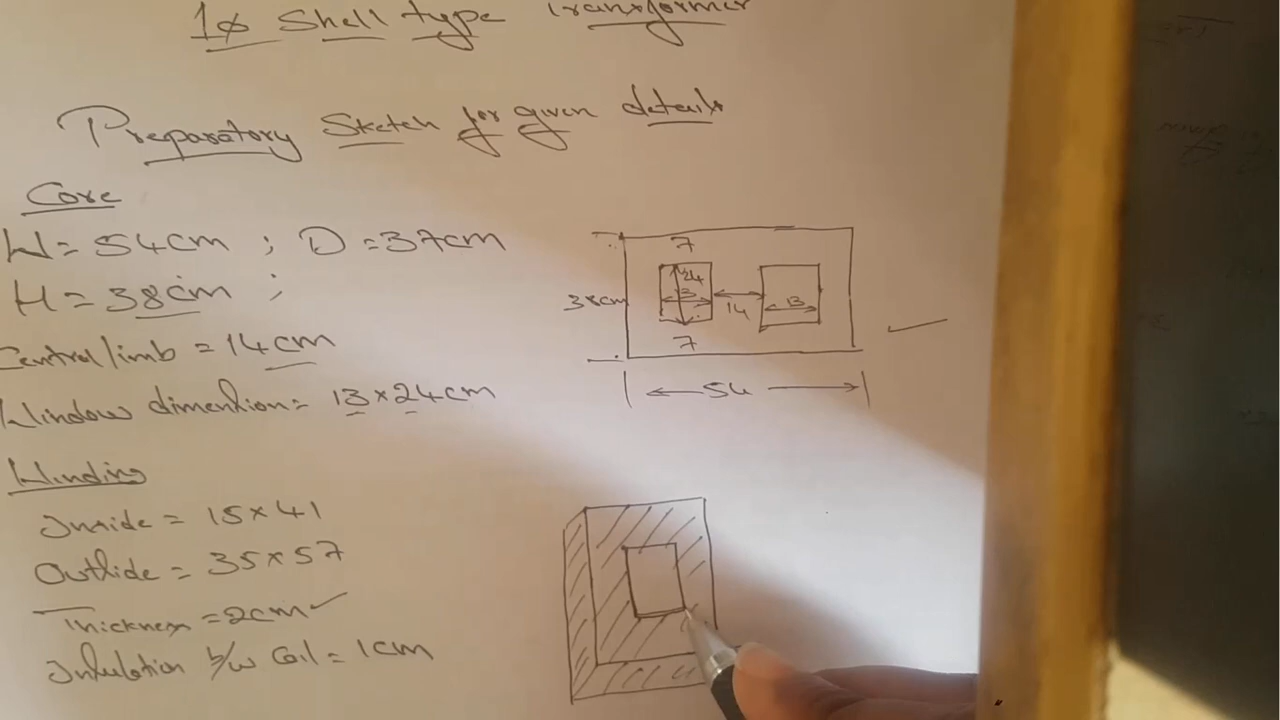 1φ Shell type Transformer
Preparatory Sketch for given details
Core
W = 54cm ; D = 37cm
H = 38cm ;
Central limb = 14cm
Window dimention = 13 x 24cm
Winding
Inside = 15 x 41
Outside = 35 x 57
Thickness = 2cm ✓
Insulation b/w Coil = 1cm
7
24
38cm
13
14
13
7
54